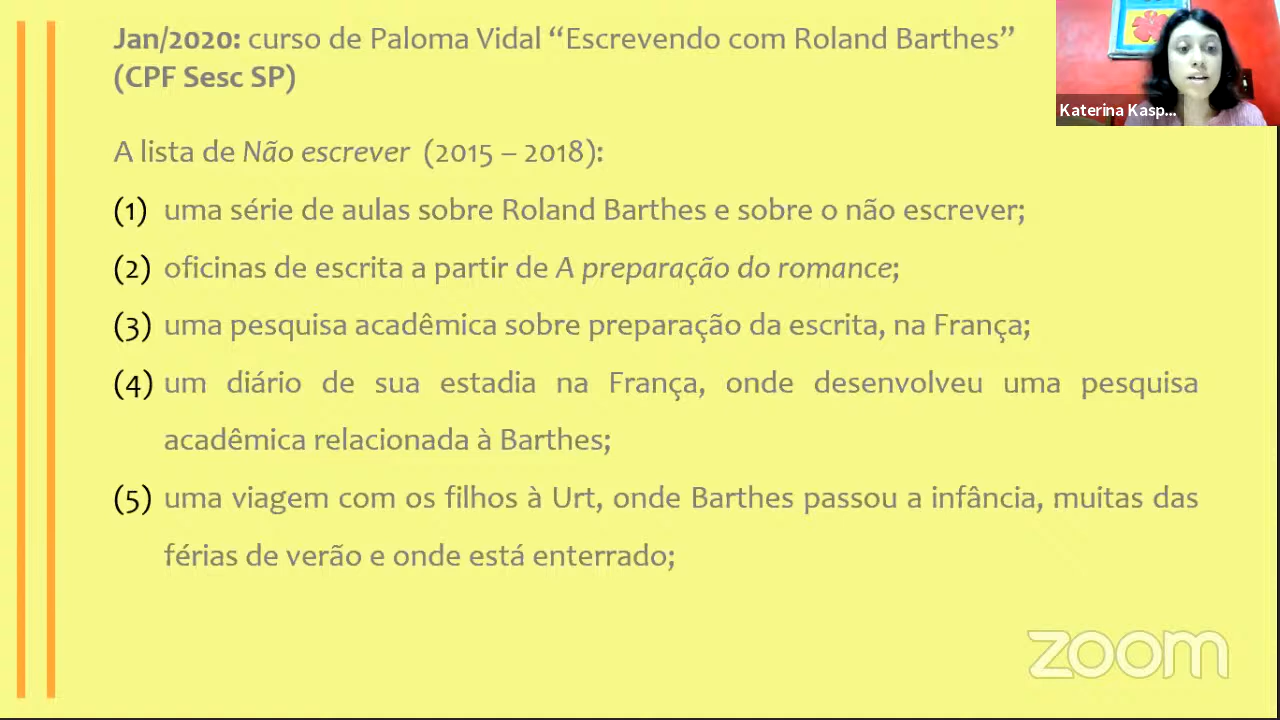 Jan/2020: curso de Paloma Vidal “Escrevendo com Roland Barthes”
(CPF Sesc SP)
Katerina Kasp...
A lista de Não escrever (2015 – 2018):
(1) uma série de aulas sobre Roland Barthes e sobre o não escrever;
(2) oficinas de escrita a partir de A preparação do romance;
(3) uma pesquisa acadêmica sobre preparação da escrita, na França;
(4) um diário de sua estadia na França, onde desenvolveu uma pesquisa
acadêmica relacionada à Barthes;
(5) uma viagem com os filhos à Urt, onde Barthes passou a infância, muitas das
férias de verão e onde está enterrado;
zoom